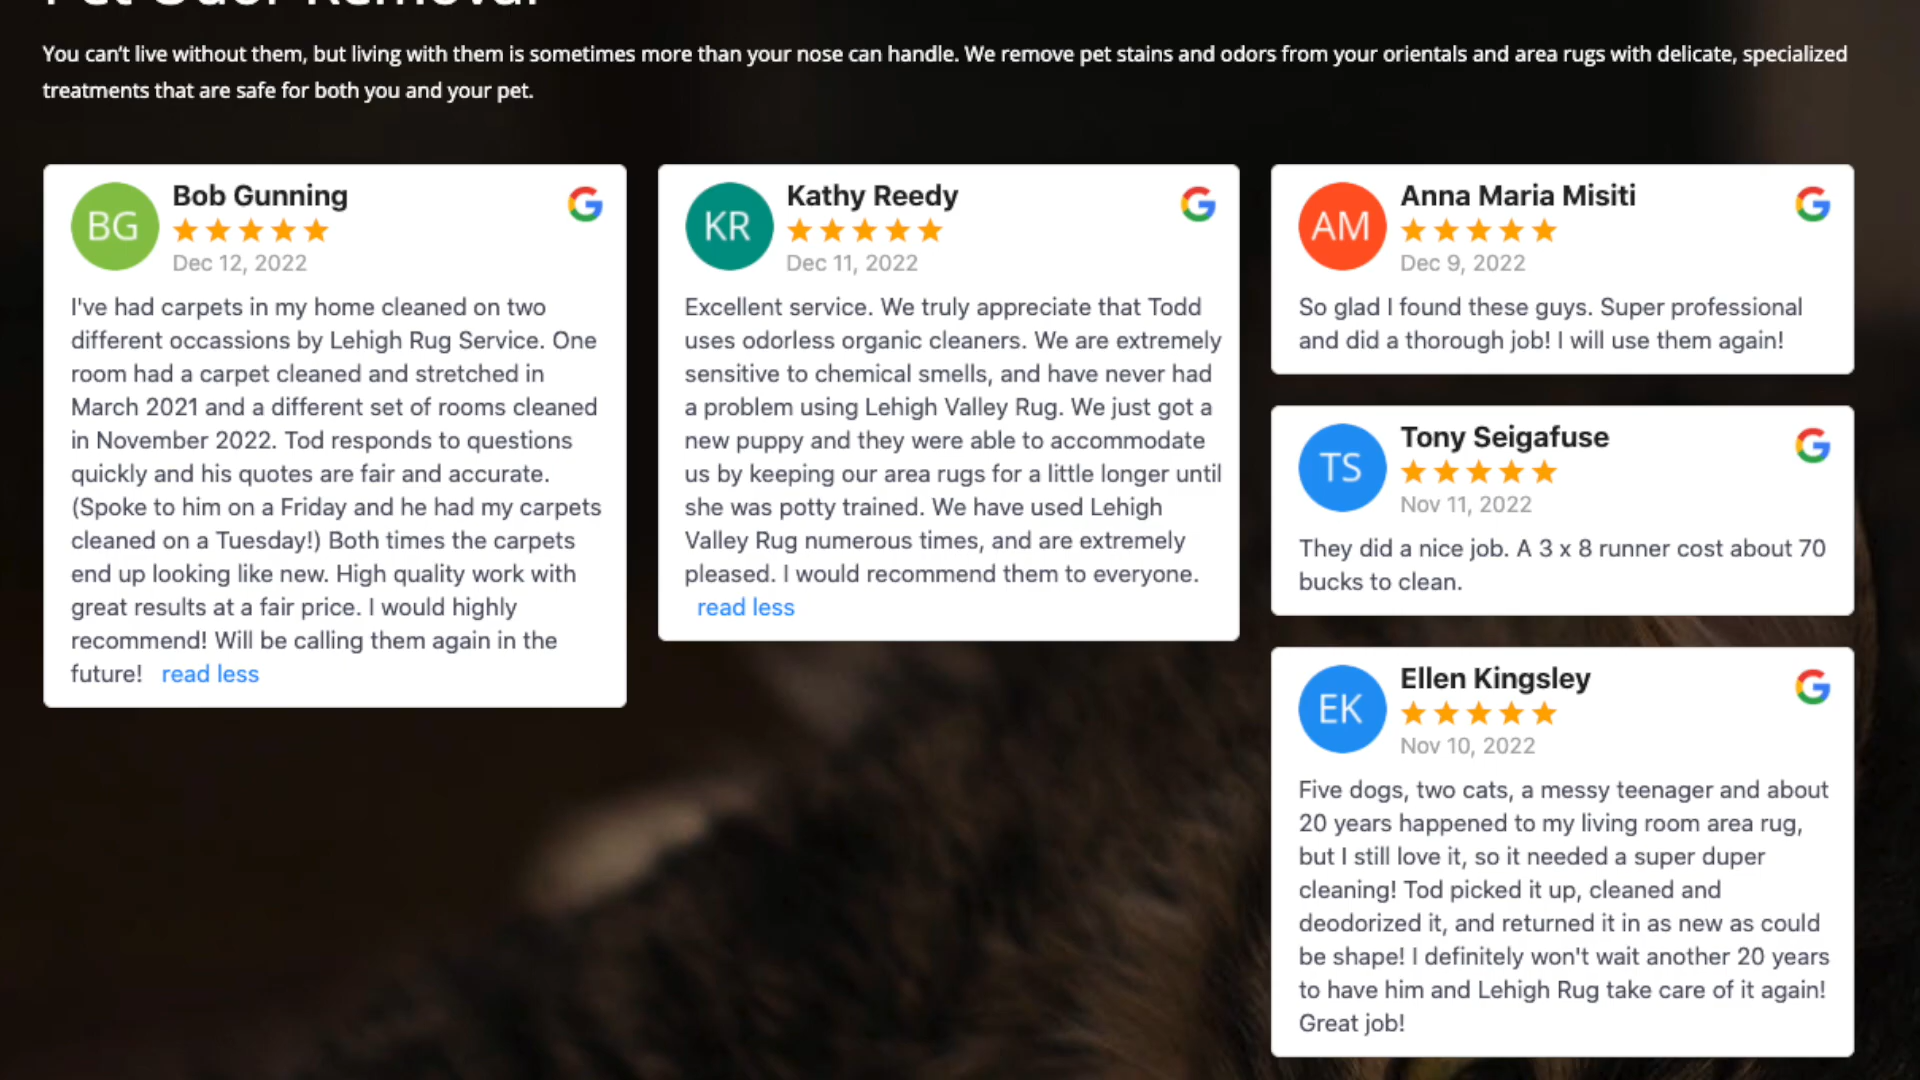 Pet Odor Removal
You can't live without them, but living with them is sometimes more than your nose can handle. We remove pet stains and odors from your orientals and area rugs with delicate, specialized
treatments that are safe for both you and your pet.
BG
Bob Gunning
Dec 12, 2022
I've had carpets in my home cleaned on two
different occassions by Lehigh Rug Service. One
room had a carpet cleaned and stretched in
March 2021 and a different set of rooms cleaned
in November 2022. Tod responds to questions
quickly and his quotes are fair and accurate.
(Spoke to him on a Friday and he had my carpets
cleaned on a Tuesday!) Both times the carpets
end up looking like new. High quality work with
great results at a fair price. I would highly
recommend! Will be calling them again in the
future! read less
KR
Kathy Reedy
Dec 11, 2022
Excellent service. We truly appreciate that Todd
uses odorless organic cleaners. We are extremely
sensitive to chemical smells, and have never had
a problem using Lehigh Valley Rug. We just got a
new puppy and they were able to accommodate
us by keeping our area rugs for a little longer until
she was potty trained. We have used Lehigh
Valley Rug numerous times, and are extremely
pleased. I would recommend them to everyone.
read less
AM
Anna Maria Misiti
Dec 9, 2022
So glad I found these guys. Super professional
and did a thorough job! I will use them again!
TS
Tony Seigafuse
Nov 11, 2022
They did a nice job. A 3 x 8 runner cost about 70
bucks to clean.
EK
Ellen Kingsley
Nov 10, 2022
Five dogs, two cats, a messy teenager and about
20 years happened to my living room area rug,
but I still love it, so it needed a super duper
cleaning! Tod picked it up, cleaned and
deodorized it, and returned it in as new as could
be shape! I definitely won't wait another 20 years
to have him and Lehigh Rug take care of it again!
Great job!